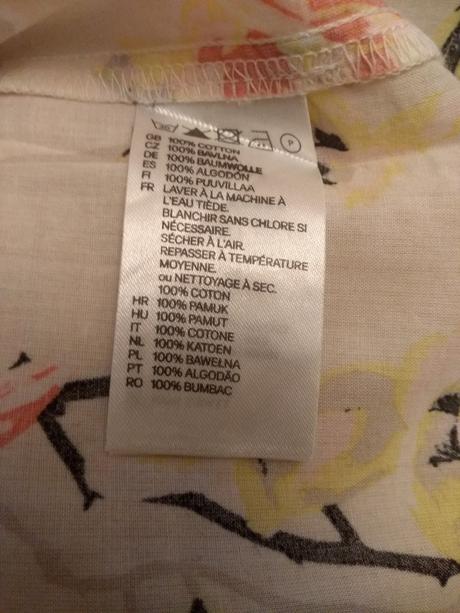 30 P
GB 100% COTTON
CZ 100% BAVLNA
DE 100% BAUMWOLLE
ES 100% ALGODÓN
FI 100% PUUVILLAA
FR LAVER À LA MACHINE À
L'EAU TIÈDE.
BLANCHIR SANS CHLORE SI
NÉCESSAIRE.
SÉCHER À L'AIR.
REPASSER À TEMPÉRATURE
MOYENNE.
OU NETTOYAGE À SEC.
100% COTON
HR 100% PAMUK
HU 100% PAMUT
IT 100% COTONE
NL 100% KATOEN
PL 100% BAWEŁNA
PT 100% ALGODÃO
RO 100% BUMBAC